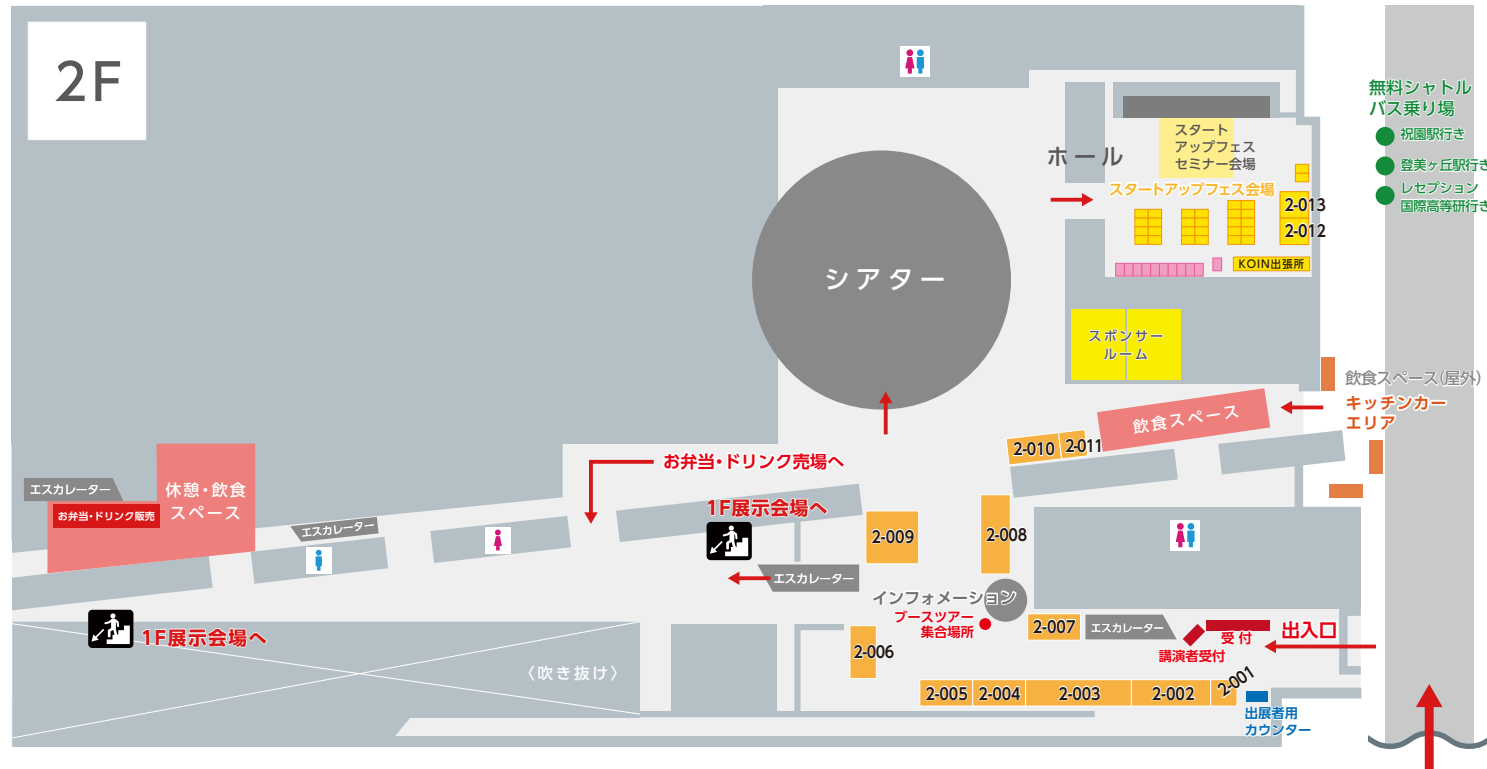 2F
無料シャトル
バス乗り場
祝園駅行き
登美ヶ丘駅行き
レセプション
国際高等研行き
スタート
アップフェス
セミナー会場
ホール
スタートアップフェス会場
2-013
2-012
KOIN出張所
シアター
スポンサー
ルーム
飲食スペース(屋外)
キッチンカー
エリア
飲食スペース
2-010
2-011
お弁当・ドリンク売場へ
エスカレーター
休憩・飲食
スペース
お弁当・ドリンク販売
エスカレーター
1F展示会場へ
2-009
2-008
エスカレーター
インフォメーション
ブースツアー
集合場所
2-007
エスカレーター
受付
講演者受付
出入口
1F展示会場へ
〈吹き抜け〉
2-006
2-005
2-004
2-003
2-002
2-001
出展者用
カウンター